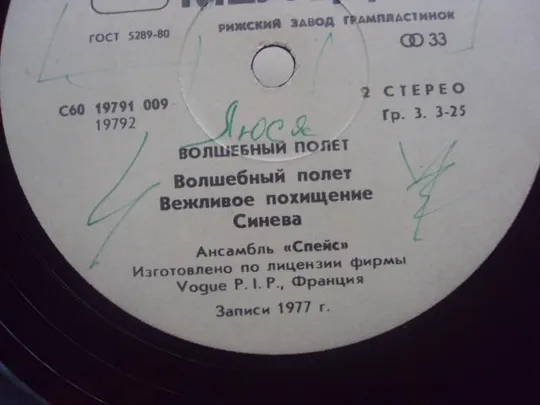 РИЖСКИЙ ЗАВОД ГРАМПЛАСТИНОК
ГОСТ 5289-80
33
С60 19791 009
19792
2 СТЕРЕО
Гр. 3. 3-25
Люся
ВОЛШЕБНЫЙ ПОЛЕТ
Волшебный полет
Вежливое похищение
Синева
Ансамбль «Спейс»
Изготовлено по лицензии фирмы
Vogue P. I. P., Франция
Записи 1977 г.